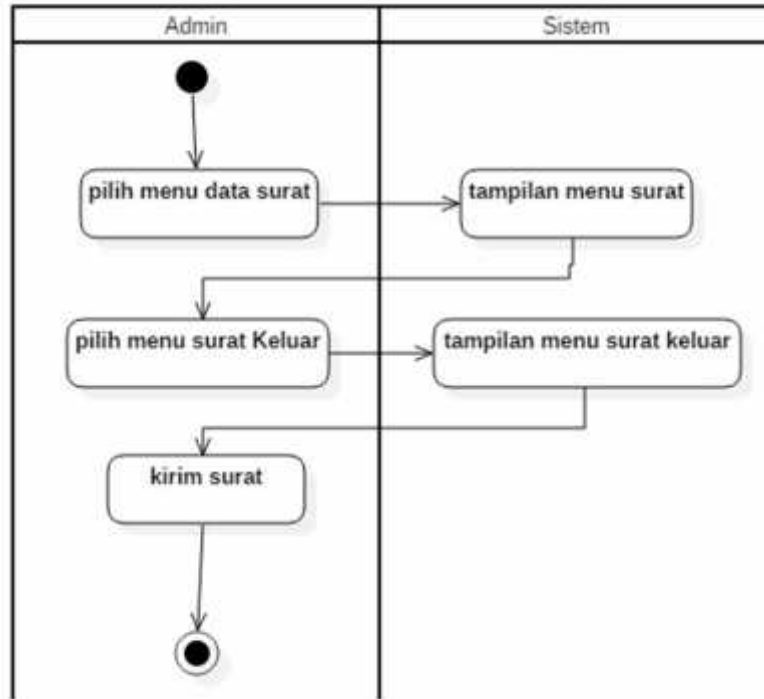 Admin
Sistem
pilih menu data surat
tampilan menu surat
pilih menu surat Keluar
tampilan menu surat keluar
kirim surat